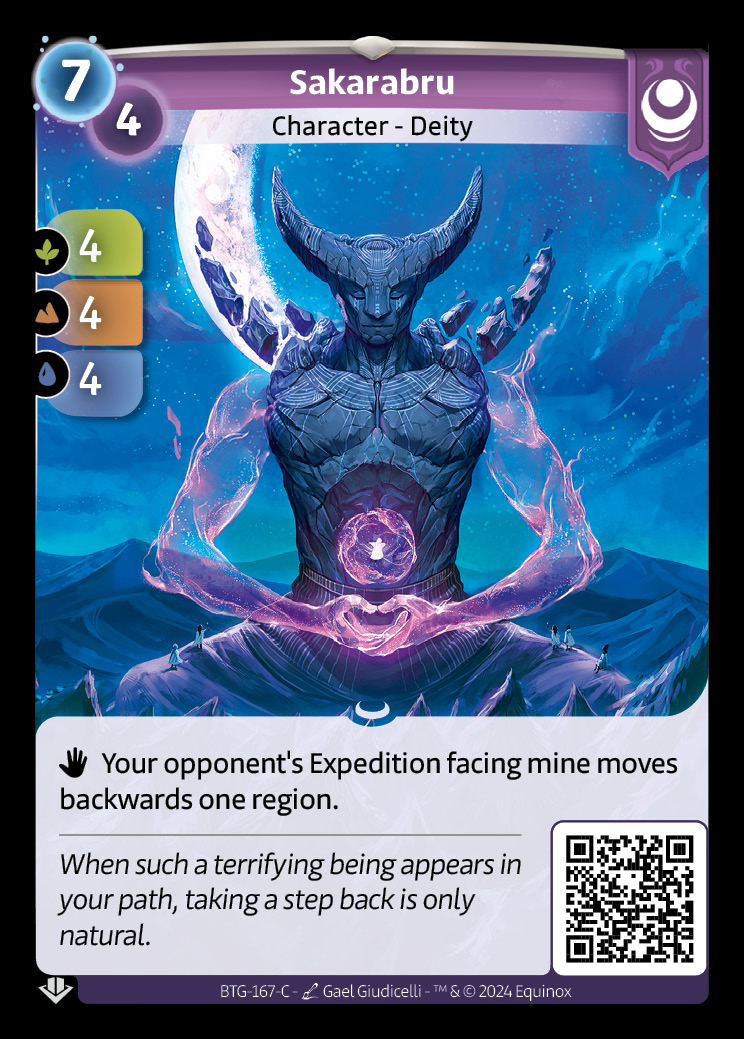 7
Sakarabru
4
Character - Deity
4
4
4
Your opponent's Expedition facing mine moves
backwards one region.
When such a terrifying being appears in
your path, taking a step back is only
natural.
BTG-167-C - Gael Giudicelli - ™ & © 2024 Equinox